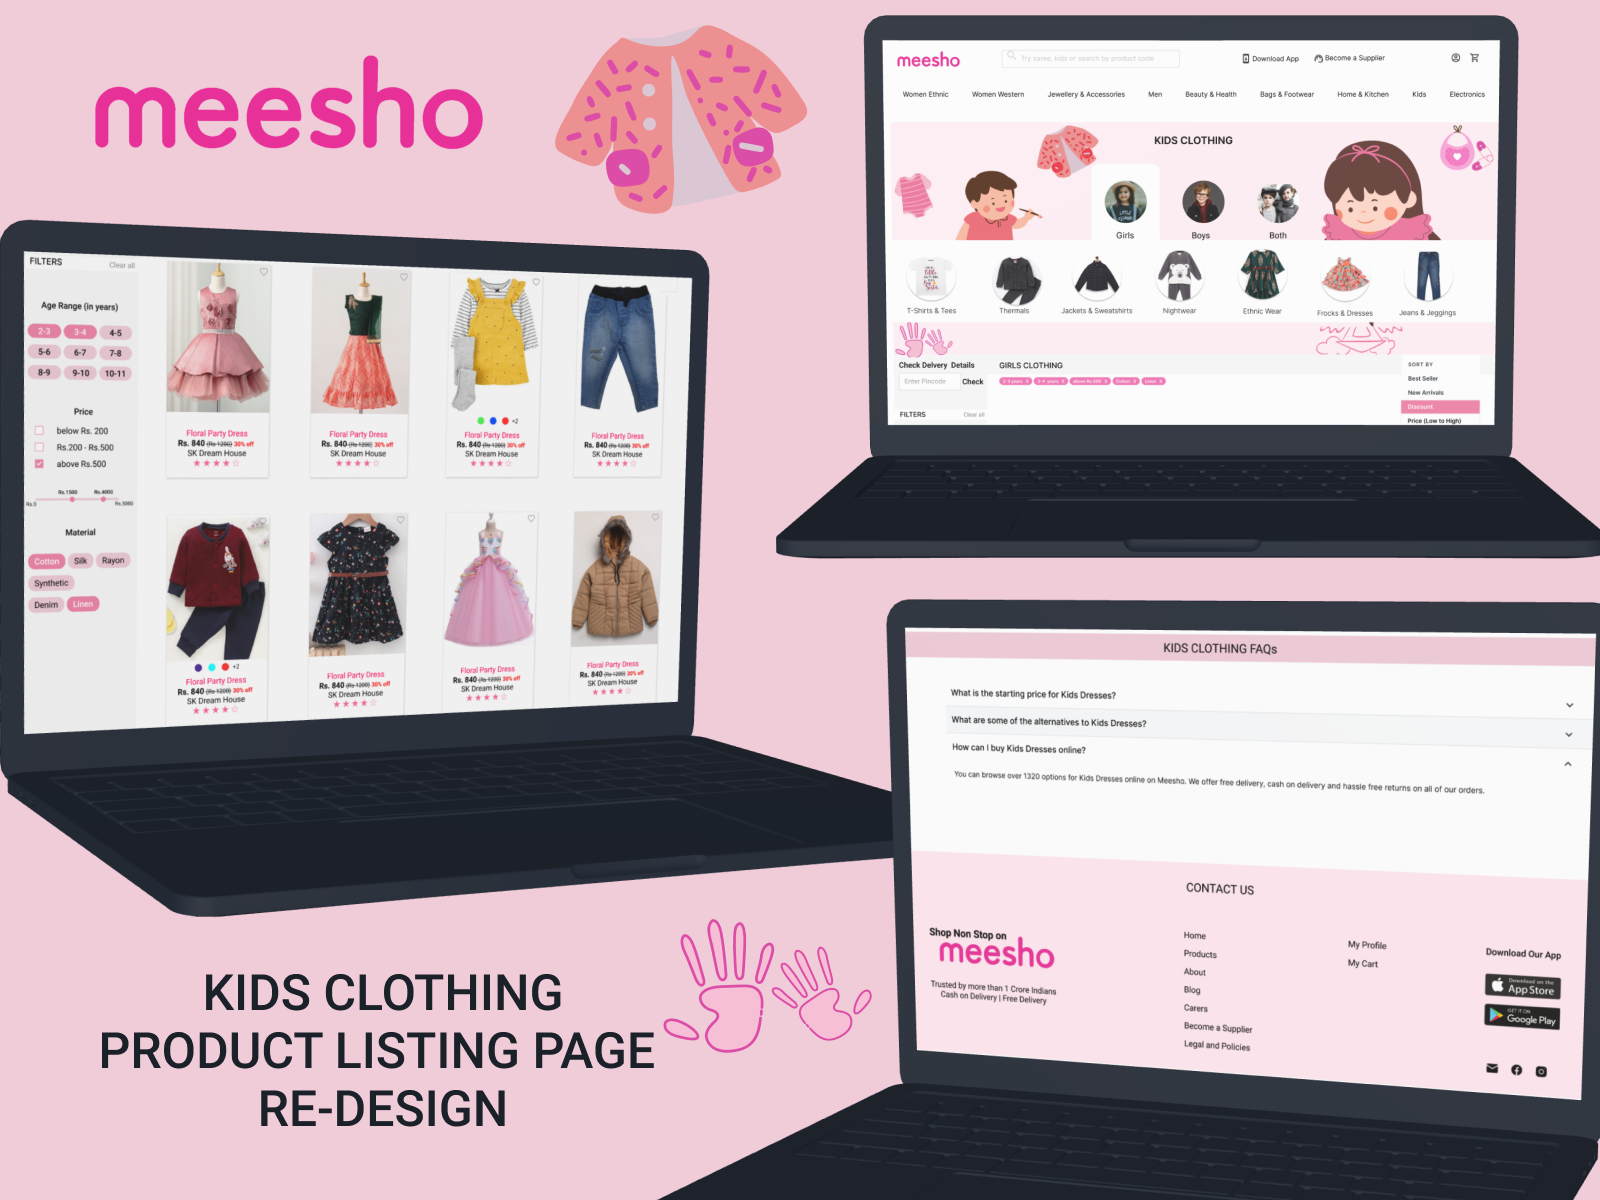 meesho
meesho
Try saree, kids or search by product code
Download App
Become a Supplier
Women Ethnic
Women Western
Jewellery & Accessories
Men
Beauty & Health
Bags & Footwear
Home & Kitchen
Kids
Electronics
KIDS CLOTHING
Girls
Boys
Both
T-Shirts & Tees
Thermals
Jackets & Sweatshirts
Nightwear
Ethnic Wear
Frocks & Dresses
Jeans & Jeggings
Check Delivery Details
Enter Pincode
Check
FILTERS
Clear all
GIRLS CLOTHING
2-3 years X
3-4 years X
above Rs.500 X
Cotton X
Linen X
SORT BY
Best Seller
New Arrivals
Discount
Price (Low to High)
FILTERS
Clear all
Age Range (in years)
2-3 3-4 4-5
5-6 6-7 7-8
8-9 9-10 10-11
Price
below Rs. 200
Rs.200 - Rs.500
above Rs.500
Rs.1500 Rs.4000
Rs.0 Rs.5000
Material
Cotton Silk Rayon
Synthetic
Denim Linen
Floral Party Dress
Rs. 840 (Rs 1200) 30% off
SK Dream House
Floral Party Dress
Rs. 840 (Rs 1200) 30% off
SK Dream House
+2
Floral Party Dress
Rs. 840 (Rs 1200) 30% off
SK Dream House
Floral Party Dress
Rs. 840 (Rs 1200) 30% off
SK Dream House
+2
Floral Party Dress
Rs. 840 (Rs 1200) 30% off
SK Dream House
Floral Party Dress
Rs. 840 (Rs 1200) 30% off
SK Dream House
Floral Party Dress
Rs. 840 (Rs 1200) 30% off
SK Dream House
Floral Party Dress
Rs. 840 (Rs 1200) 30% off
SK Dream House
KIDS CLOTHING FAQs
What is the starting price for Kids Dresses?
What are some of the alternatives to Kids Dresses?
How can I buy Kids Dresses online?
You can browse over 1320 options for Kids Dresses online on Meesho. We offer free delivery, cash on delivery and hassle free returns on all of our orders.
CONTACT US
Shop Non Stop on
meesho
Trusted by more than 1 Crore Indians
Cash on Delivery | Free Delivery
Home
Products
About
Blog
Carers
Become a Supplier
Legal and Policies
My Profile
My Cart
Download Our App
Download on the
App Store
GET IT ON
Google Play
KIDS CLOTHING
PRODUCT LISTING PAGE
RE-DESIGN